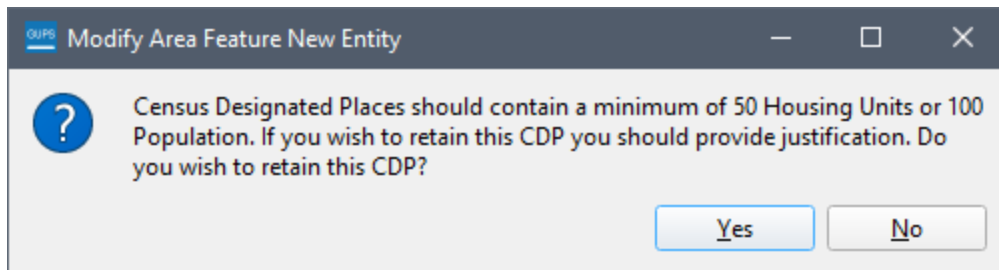 GUPS Modify Area Feature New Entity
Census Designated Places should contain a minimum of 50 Housing Units or 100
Population. If you wish to retain this CDP you should provide justification. Do
you wish to retain this CDP?
Yes No